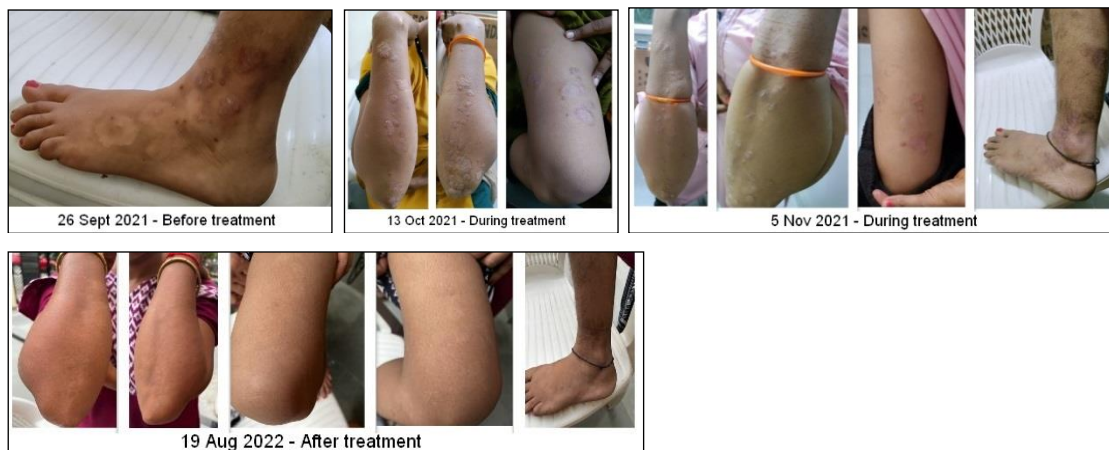 26 Sept 2021 - Before treatment
13 Oct 2021 - During treatment
5 Nov 2021 - During treatment
19 Aug 2022 - After treatment